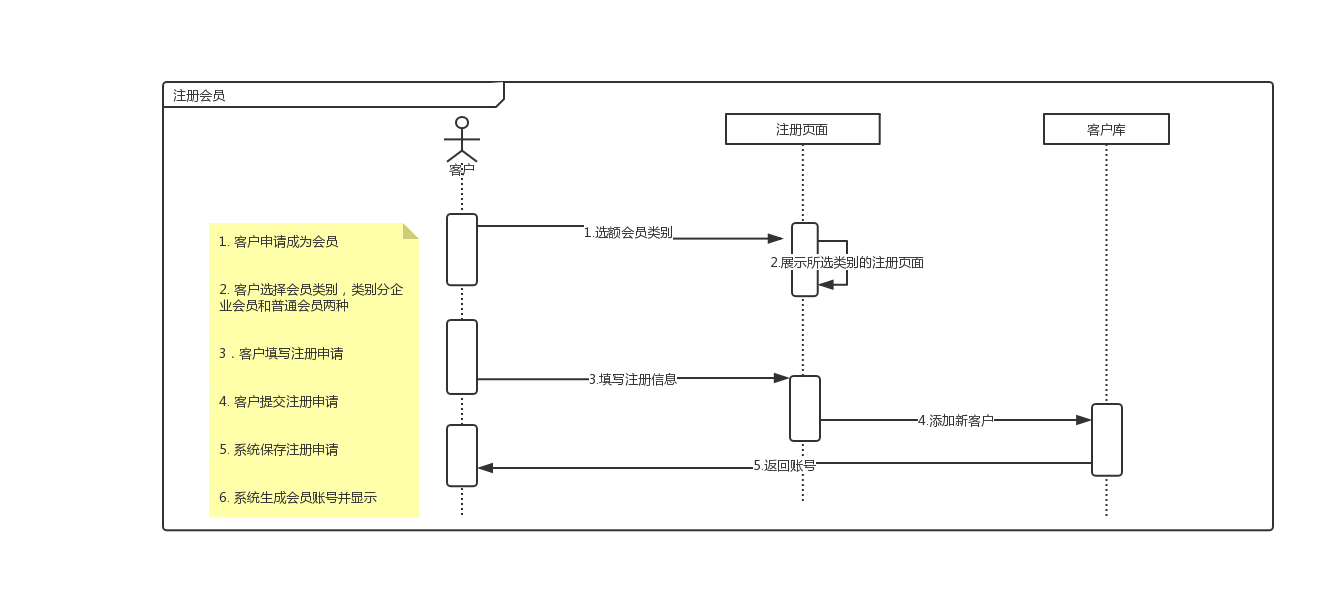 注册会员
客户
注册页面
客户库
1. 客户申请成为会员
2. 客户选择会员类别，类别分企
业会员和普通会员两种
3．客户填写注册申请
4. 客户提交注册申请
5. 系统保存注册申请
6. 系统生成会员账号并显示
1.选额会员类别
2.展示所选类别的注册页面
3.填写注册信息
4.添加新客户
5.返回账号